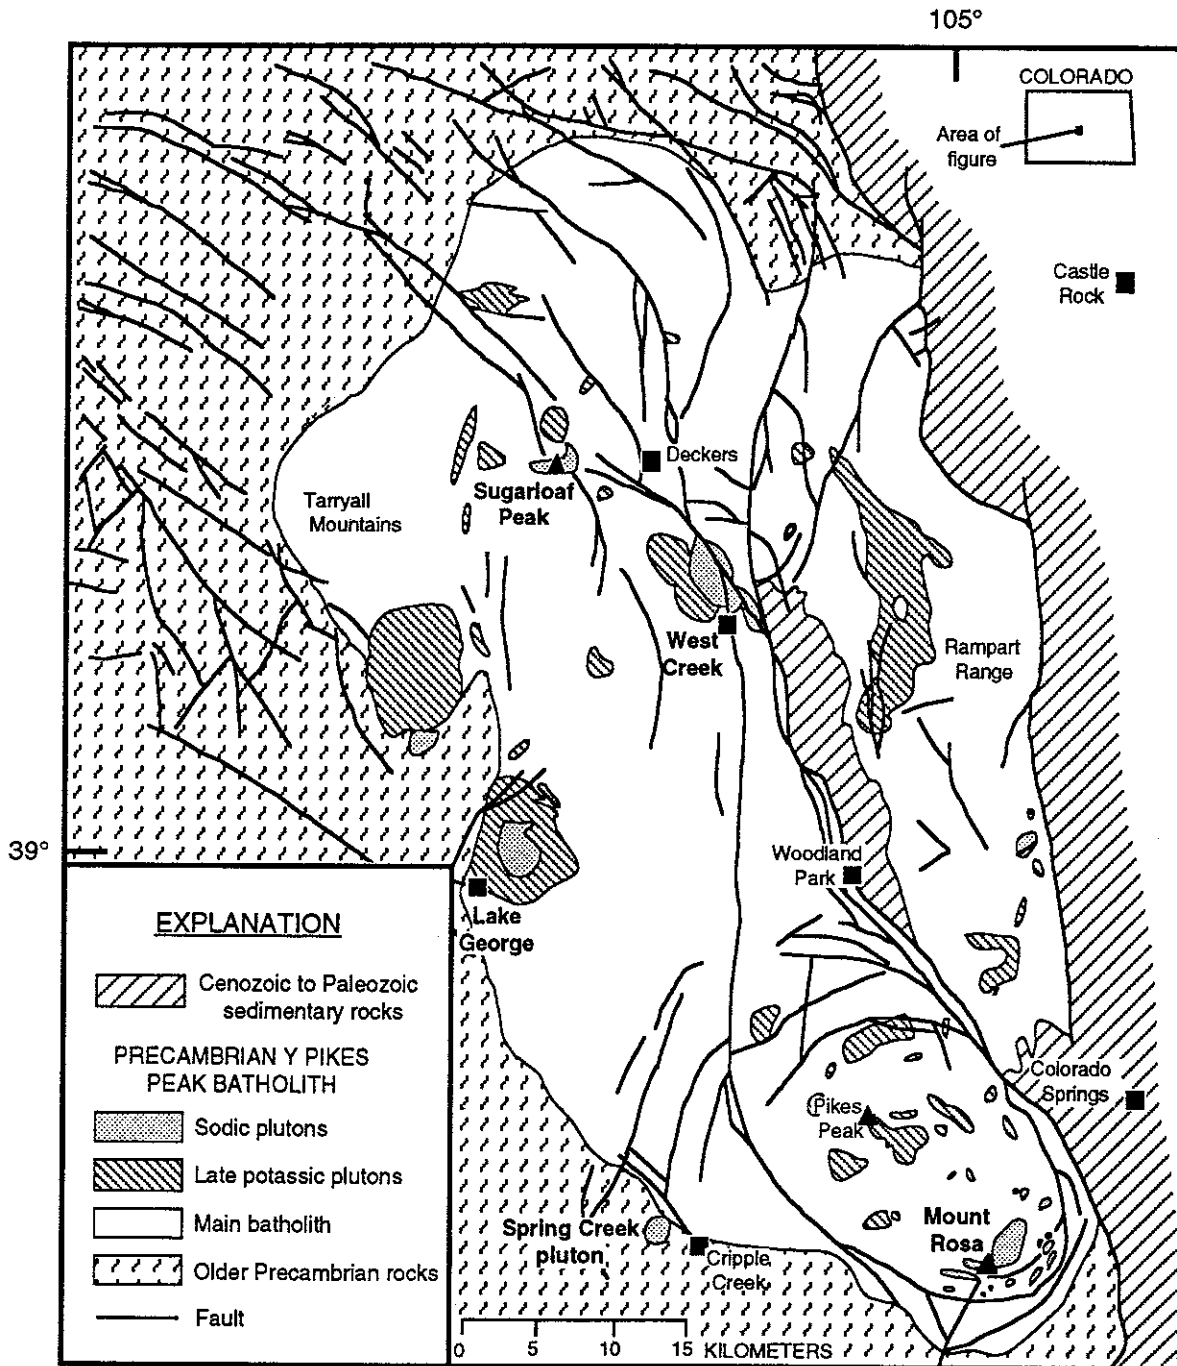 105°
COLORADO
Area of
figure
Castle
Rock
Deckers
Sugarloaf
Peak
Tarryall
Mountains
West
Creek
Rampart
Range
39°
Woodland
Park
Lake
George
EXPLANATION
Cenozoic to Paleozoic
sedimentary rocks
PRECAMBRIAN Y PIKES
PEAK BATHOLITH
Sodic plutons
Late potassic plutons
Main batholith
Older Precambrian rocks
Fault
Colorado
Springs
Pikes
Peak
Mount
Rosa
Spring Creek
pluton
Cripple
Creek
0 5 10 15 KILOMETERS